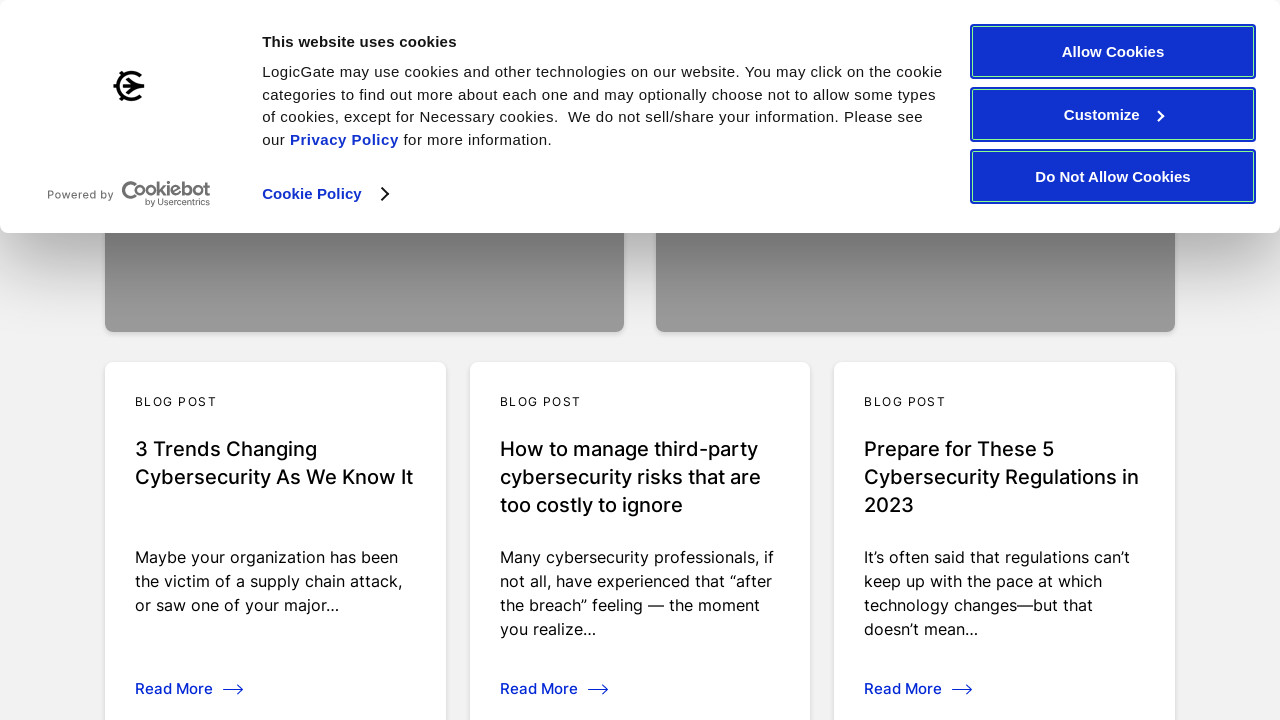 This website uses cookies
LogicGate may use cookies and other technologies on our website. You may click on the cookie
categories to find out more about each one and may optionally choose not to allow some types
of cookies, except for Necessary cookies.  We do not sell/share your information. Please see
our Privacy Policy for more information.
Cookie Policy
Powered by Cookiebot
by Usercentrics
Allow Cookies
Customize
Do Not Allow Cookies
BLOG POST
3 Trends Changing
Cybersecurity As We Know It
Maybe your organization has been
the victim of a supply chain attack,
or saw one of your major...
Read More
BLOG POST
How to manage third-party
cybersecurity risks that are
too costly to ignore
Many cybersecurity professionals, if
not all, have experienced that “after
the breach” feeling — the moment
you realize...
Read More
BLOG POST
Prepare for These 5
Cybersecurity Regulations in
2023
It’s often said that regulations can’t
keep up with the pace at which
technology changes—but that
doesn’t mean...
Read More